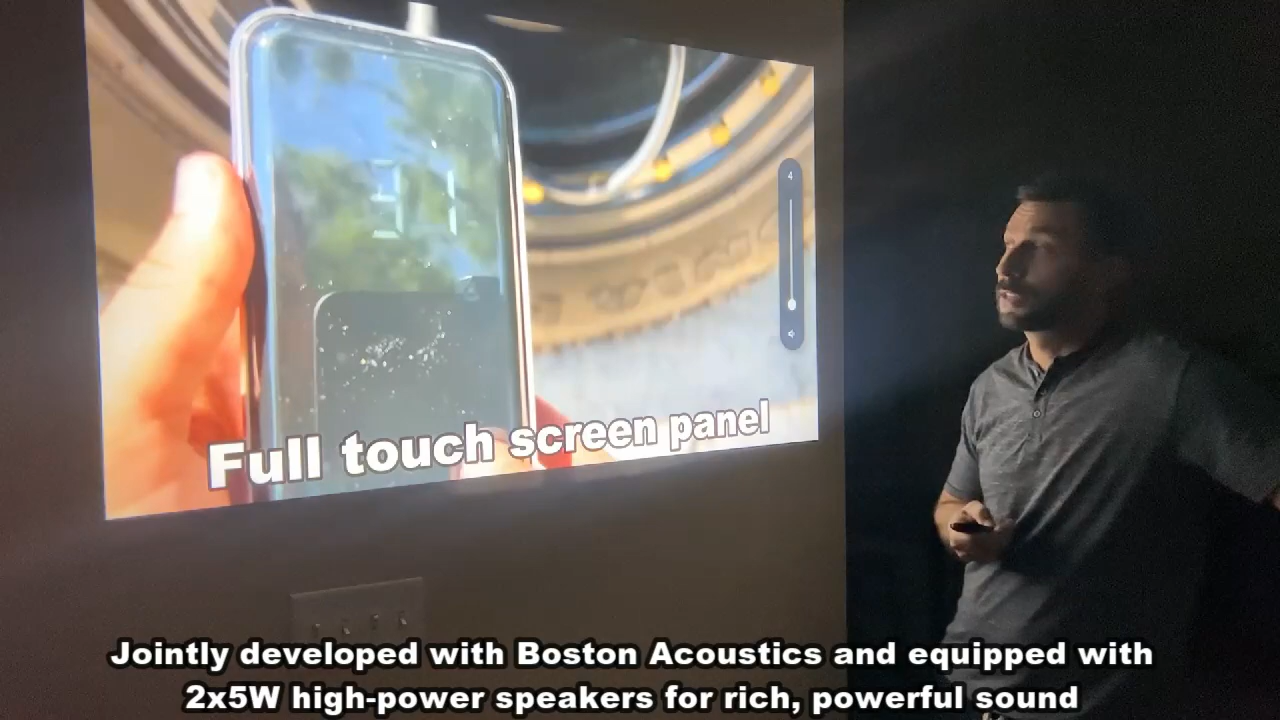 4
Full touch screen panel
Jointly developed with Boston Acoustics and equipped with
2x5W high-power speakers for rich, powerful sound